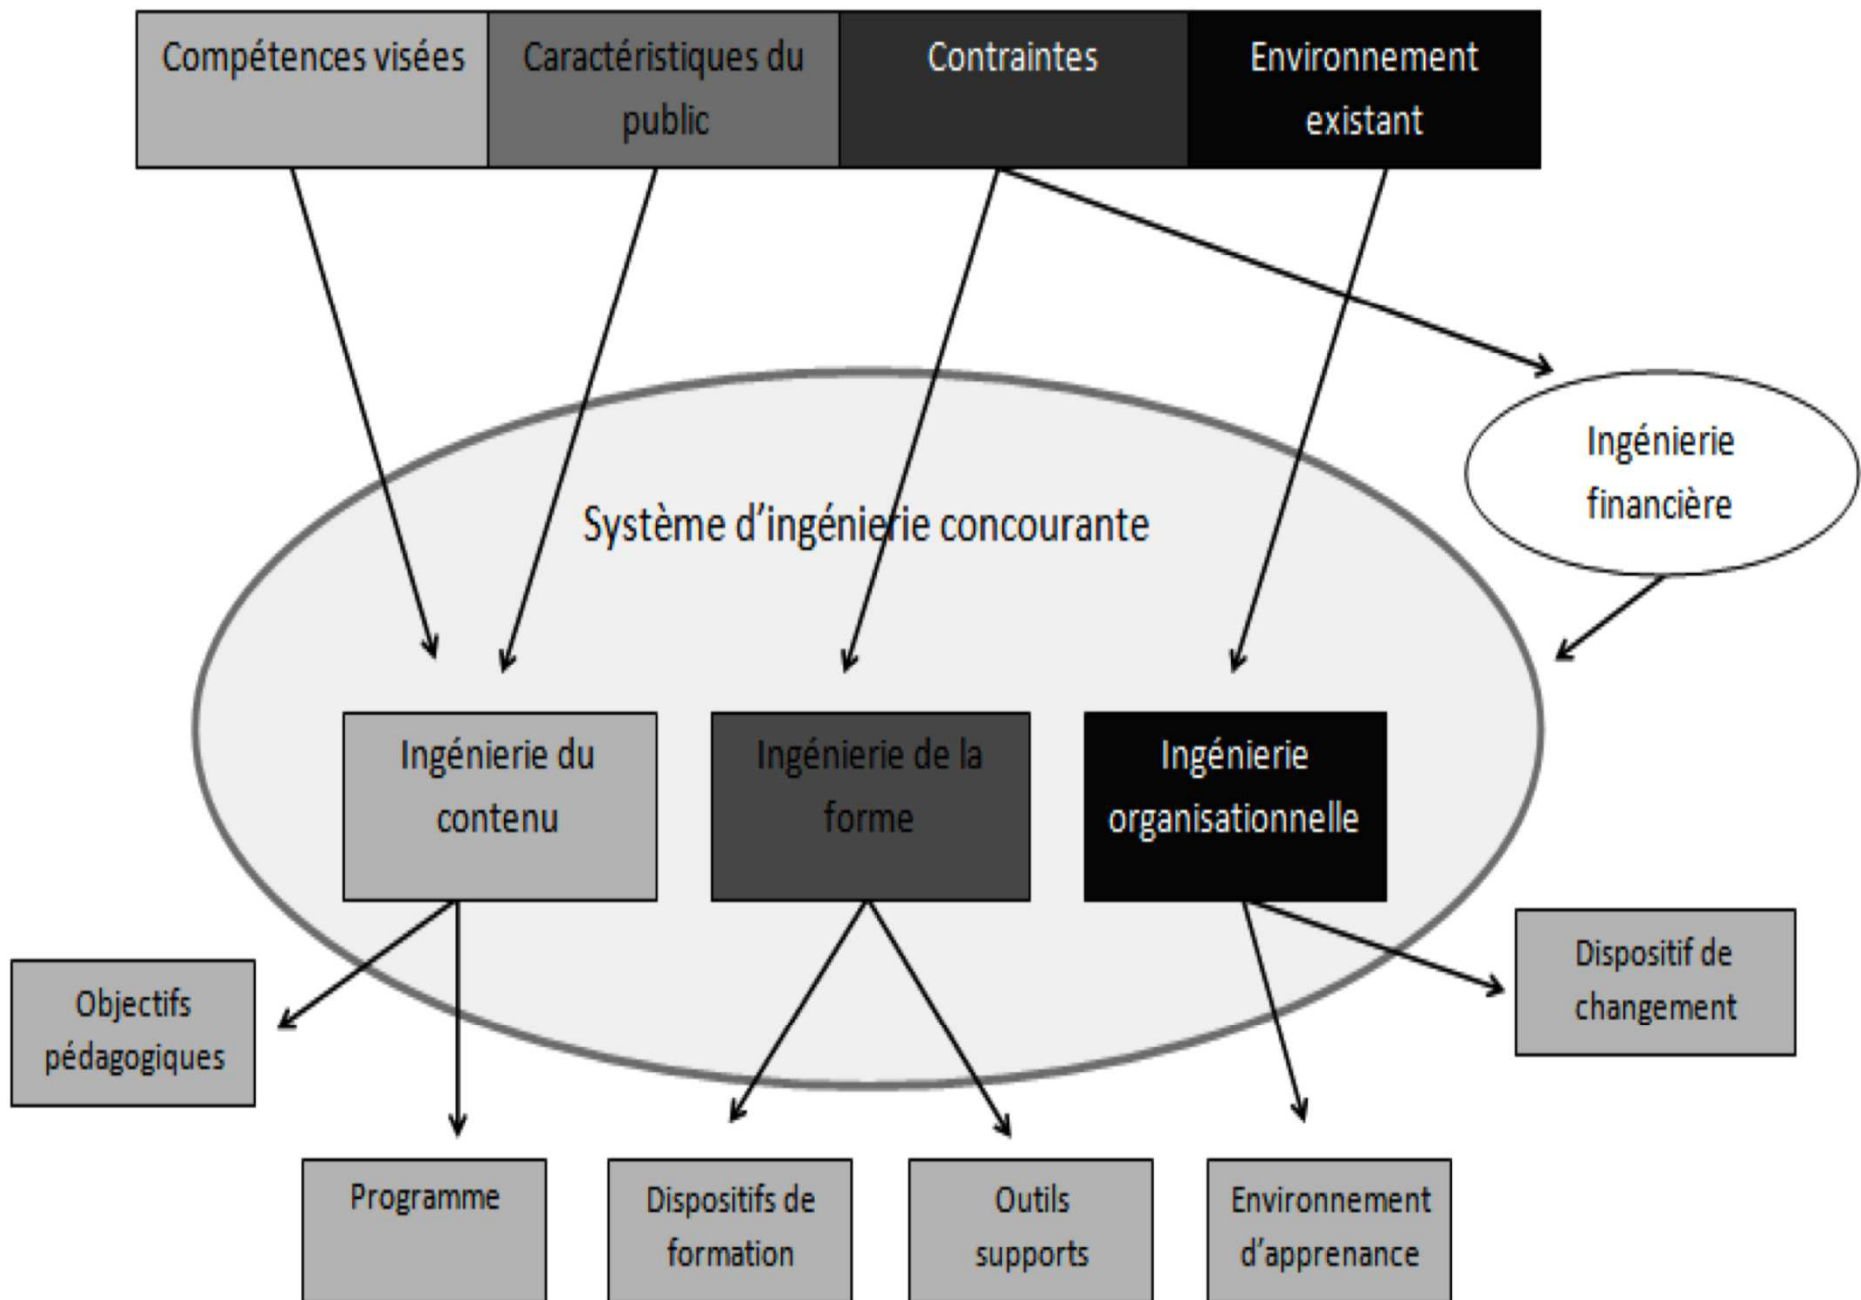 Compétences visées
Caractéristiques du
public
Contraintes
Environnement
existant
Ingénierie
financière
Système d'ingénierie concourante
Ingénierie du
contenu
Ingénierie de la
forme
Ingénierie
organisationnelle
Objectifs
pédagogiques
Dispositif de
changement
Programme
Dispositifs de
formation
Outils
supports
Environnement
d'apprenance